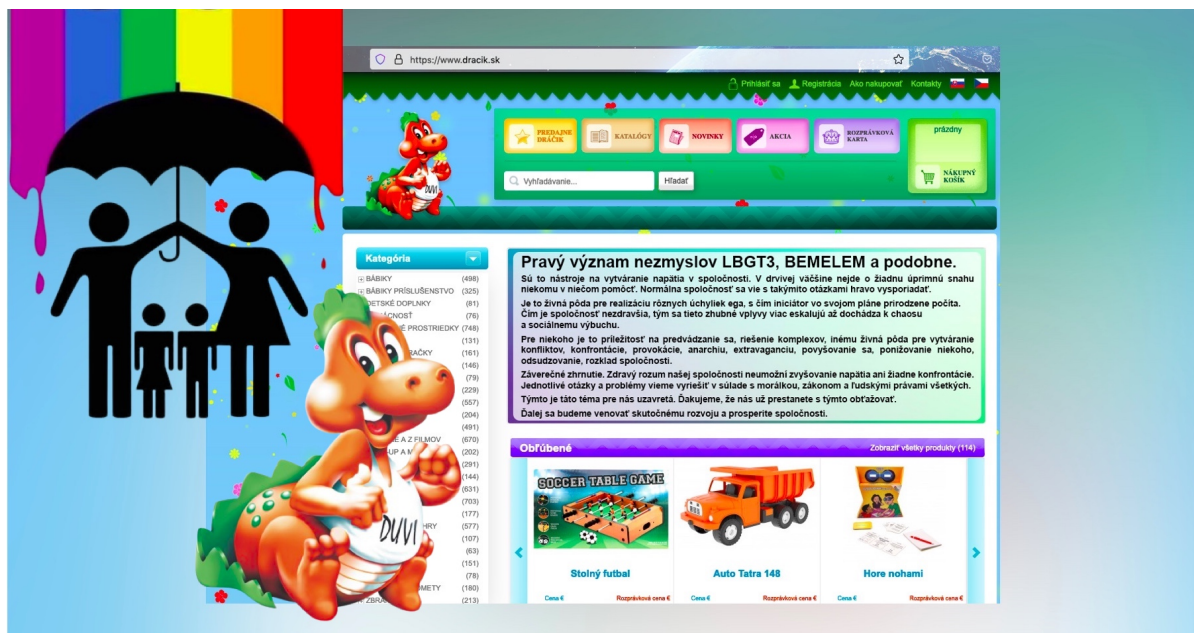 https://www.dracik.sk
Prihlásiť sa
Registrácia
Ako nakupovať
Kontakty
PREDAJNE
DRÁČIK
KATALÓGY
NOVINKY
AKCIA
ROZPRÁVKOVÁ
KARTA
prázdny
NÁKUPNÝ
KOŠÍK
Vyhľadávanie...
Hľadať
DUVI
Kategória
BÁBIKY (498)
BÁBIKY PRÍSLUŠENSTVO (325)
DETSKÉ DOPLNKY (81)
(76)
PROSTRIEDKY (748)
(131)
(161)
(146)
(79)
(229)
(557)
(204)
(491)
A Z FILMOV (670)
(202)
(291)
(144)
(631)
(703)
(177)
HRY (577)
(107)
(63)
(151)
(78)
(180)
(213)
DUVI
Pravý význam nezmyslov LBGT3, BEMELEM a podobne.
Sú to nástroje na vytváranie napätia v spoločnosti. V drvivej väčšine nejde o žiadnu úprimnú snahu
niekomu v niečom pomôcť. Normálna spoločnosť sa vie s takýmito otázkami hravo vysporiadať.
Je to živná pôda pre realizáciu rôznych úchyliek ega, s čím iniciátor vo svojom pláne prirodzene počíta.
Čím je spoločnosť nezdravšia, tým sa tieto zhubné vplyvy viac eskalujú až dochádza k chaosu
a sociálnemu výbuchu.
Pre niekoho je to príležitosť na predvádzanie sa, riešenie komplexov, inému živná pôda pre vytváranie
konfliktov, konfrontácie, provokácie, anarchiu, extravaganciu, povyšovanie sa, ponižovanie niekoho,
odsudzovanie, rozklad spoločnosti.
Záverečné zhrnutie. Zdravý rozum našej spoločnosti neumožní zvyšovanie napätia ani žiadne konfrontácie.
Jednotlivé otázky a problémy vieme vyriešiť v súlade s morálkou, zákonom a ľudskými právami všetkých.
Týmto je táto téma pre nás uzavretá. Ďakujeme, že nás už prestanete s týmto obťažovať.
Ďalej sa budeme venovať skutočnému rozvoju a prosperite spoločnosti.
Obľúbené
Zobraziť všetky produkty (114)
SOCCER TABLE GAME
Stolný futbal
Auto Tatra 148
Hore nohami
Cena €
Rozprávková cena €
Cena €
Rozprávková cena €
Cena €
Rozprávková cena €